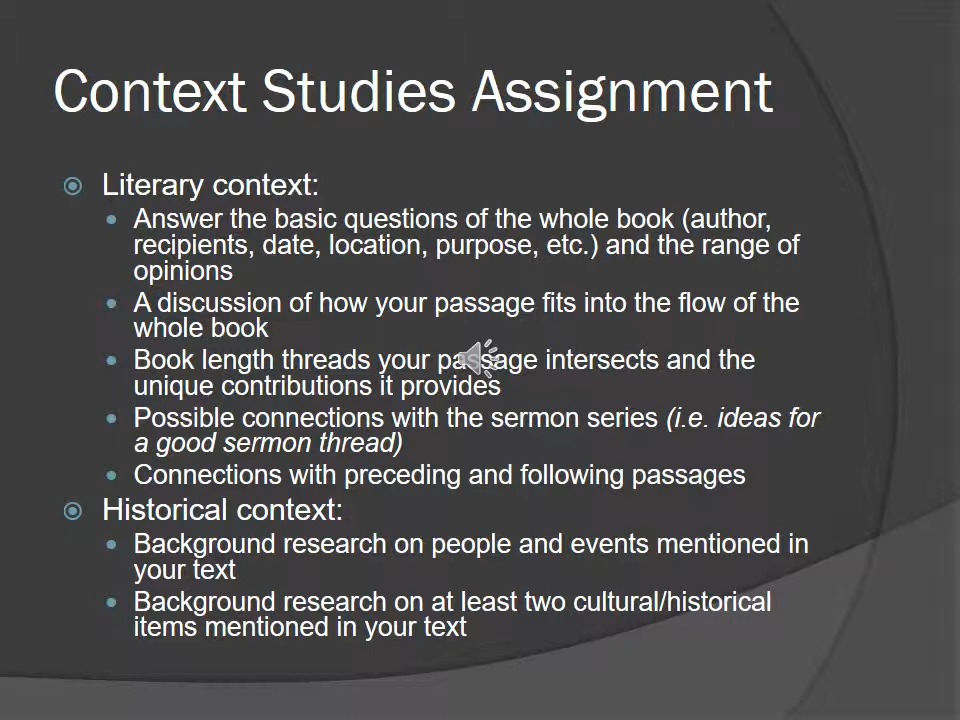 Context Studies Assignment
Literary context:
Answer the basic questions of the whole book (author,
recipients, date, location, purpose, etc.) and the range of
opinions
A discussion of how your passage fits into the flow of the
whole book
Book length threads your passage intersects and the
unique contributions it provides
Possible connections with the sermon series (i.e. ideas for
a good sermon thread)
Connections with preceding and following passages
Historical context:
Background research on people and events mentioned in
your text
Background research on at least two cultural/historical
items mentioned in your text